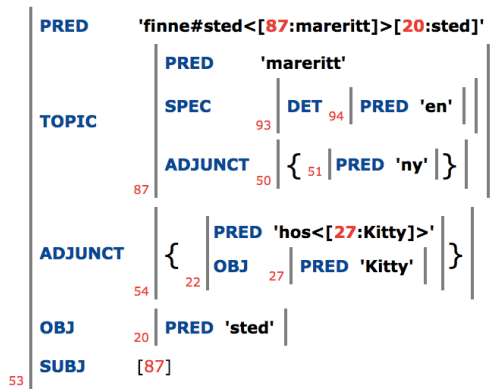 PRED 'finne#sted<[87:mareritt]>[20:sted]'
PRED 'mareritt'
TOPIC SPEC 93 DET 94 PRED 'en'
87 ADJUNCT 50 { 51 PRED 'ny' }
PRED 'hos<[27:Kitty]>'
ADJUNCT 54 { 22 OBJ 27 PRED 'Kitty' }
OBJ 20 PRED 'sted'
53 SUBJ [87]